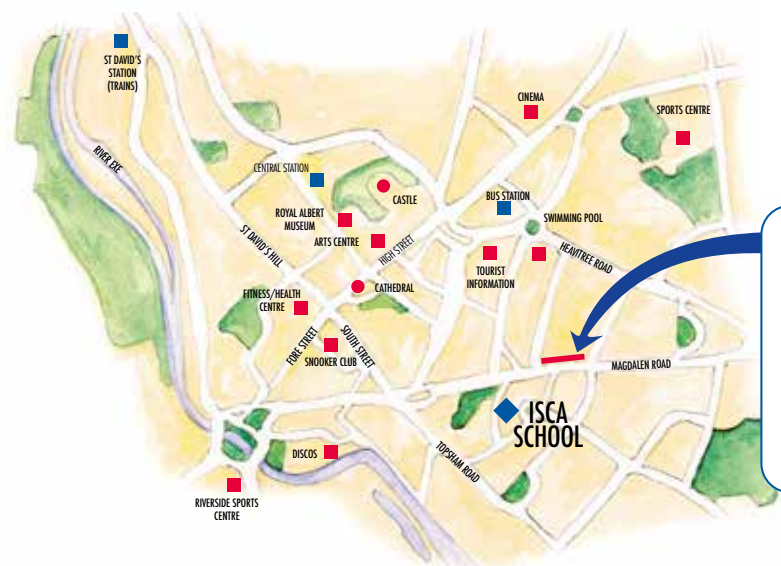 ST DAVID'S
STATION
(TRAINS)
CINEMA
SPORTS CENTRE
RIVER EXE
CENTRAL STATION
CASTLE
BUS STATION
ROYAL ALBERT
MUSEUM
ARTS CENTRE
SWIMMING POOL
ST DAVID'S HILL
HIGH STREET
HEAVITREE ROAD
TOURIST
INFORMATION
CATHEDRAL
FITNESS/HEALTH
CENTRE
FORE STREET
SOUTH STREET
SNOOKER CLUB
MAGDALEN ROAD
ISCA
SCHOOL
TOPSHAM ROAD
DISCOS
RIVERSIDE SPORTS
CENTRE